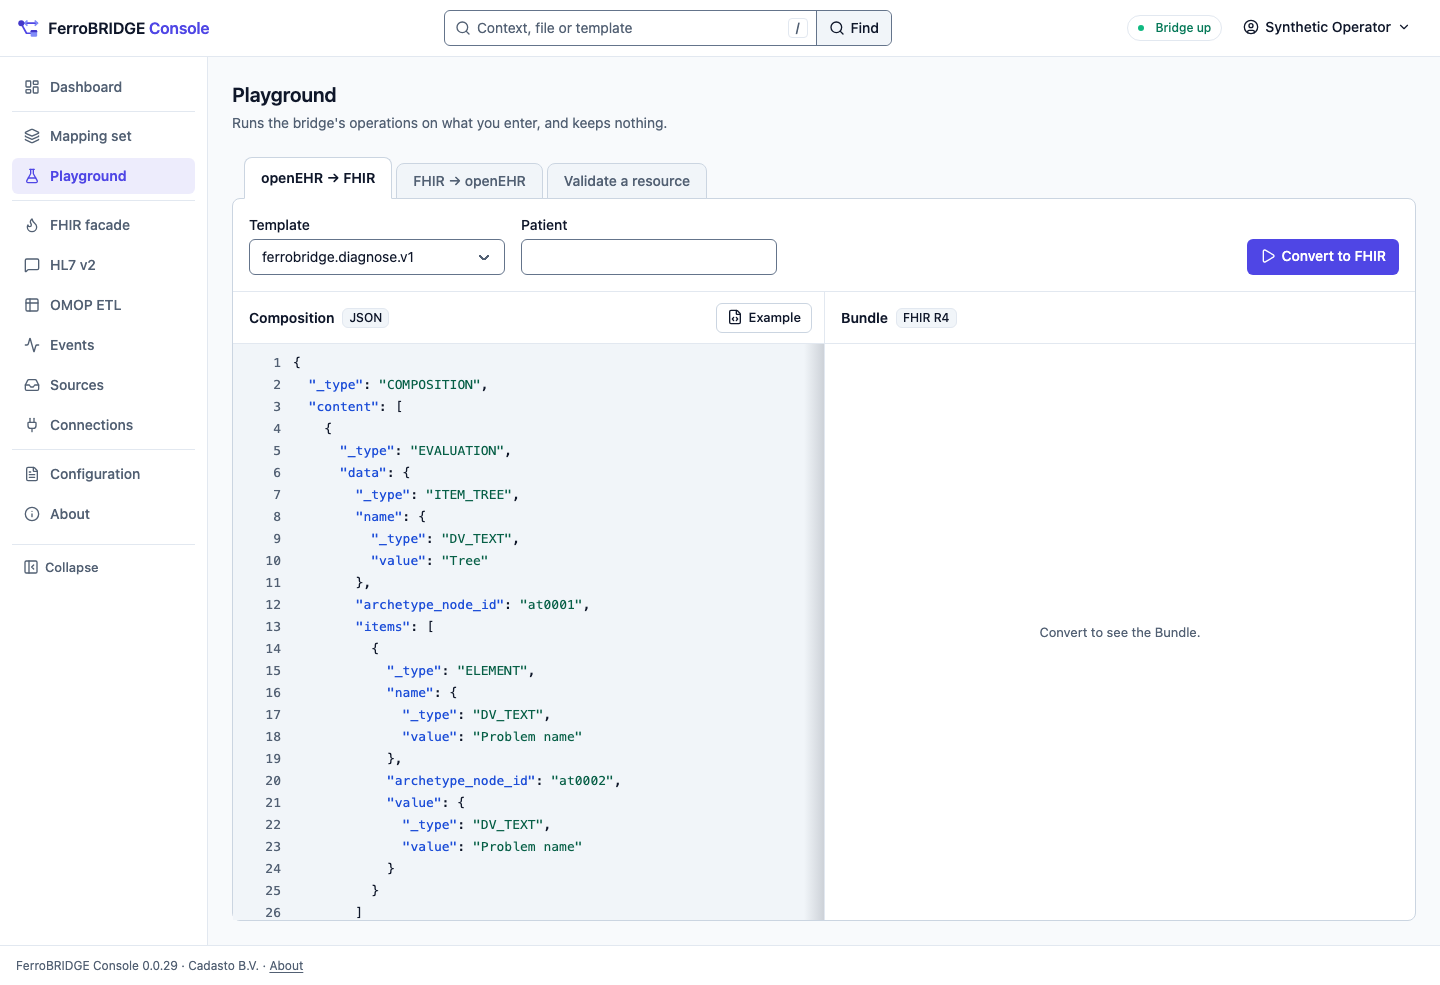 FerroBRIDGE Console
Context, file or template
/
Find
Bridge up
Synthetic Operator
Dashboard
Mapping set
Playground
FHIR facade
HL7 v2
OMOP ETL
Events
Sources
Connections
Configuration
About
Collapse
Playground
Runs the bridge's operations on what you enter, and keeps nothing.
openEHR → FHIR
FHIR → openEHR
Validate a resource
Template
Patient
ferrobridge.diagnose.v1
Convert to FHIR
Composition JSON
Example
Bundle FHIR R4
1 {
2 "_type": "COMPOSITION",
3 "content": [
4 {
5 "_type": "EVALUATION",
6 "data": {
7 "_type": "ITEM_TREE",
8 "name": {
9 "_type": "DV_TEXT",
10 "value": "Tree"
11 },
12 "archetype_node_id": "at0001",
13 "items": [
14 {
15 "_type": "ELEMENT",
16 "name": {
17 "_type": "DV_TEXT",
18 "value": "Problem name"
19 },
20 "archetype_node_id": "at0002",
21 "value": {
22 "_type": "DV_TEXT",
23 "value": "Problem name"
24 }
25 }
26 ]
Convert to see the Bundle.
FerroBRIDGE Console 0.0.29 · Cadasto B.V. · About